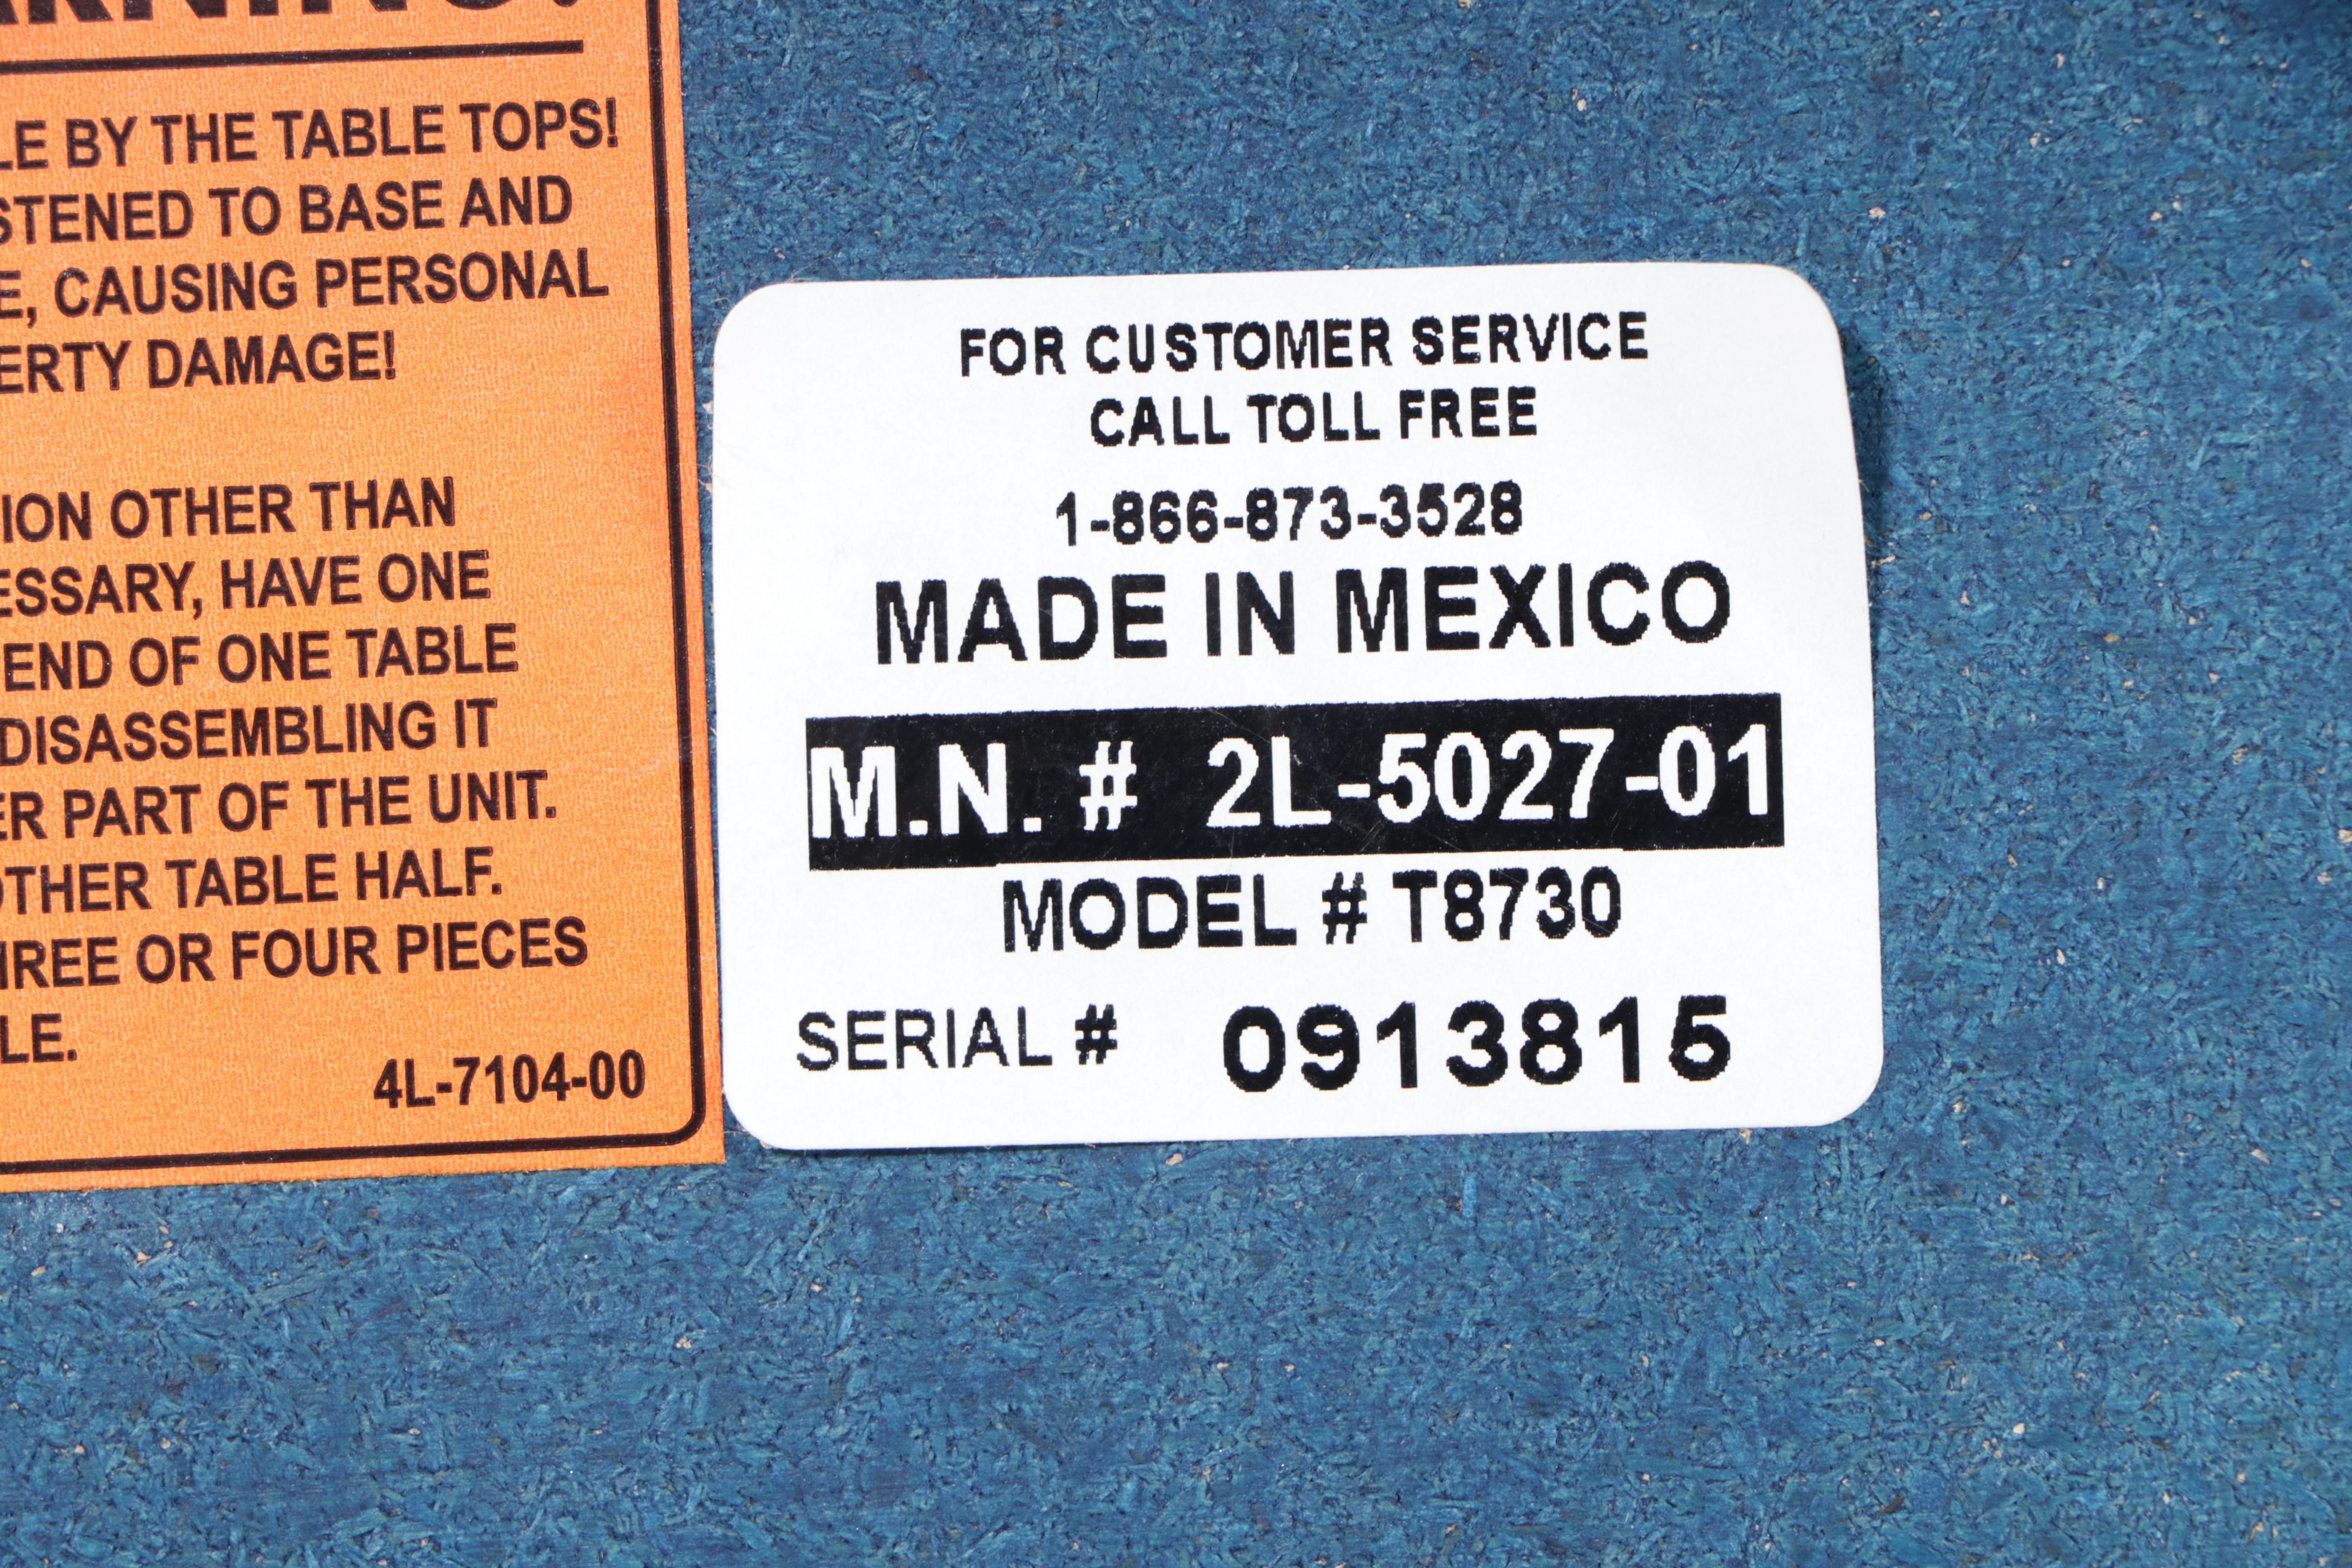 LE BY THE TABLE TOPS!
STENED TO BASE AND
E, CAUSING PERSONAL
ERTY DAMAGE!
ION OTHER THAN
ESSARY, HAVE ONE
END OF ONE TABLE
DISASSEMBLING IT
ER PART OF THE UNIT.
OTHER TABLE HALF.
HREE OR FOUR PIECES
LE.
4L-7104-00
FOR CUSTOMER SERVICE
CALL TOLL FREE
1-866-873-3528
MADE IN MEXICO
M.N. # 2L-5027-01
MODEL # T8730
SERIAL # 0913815